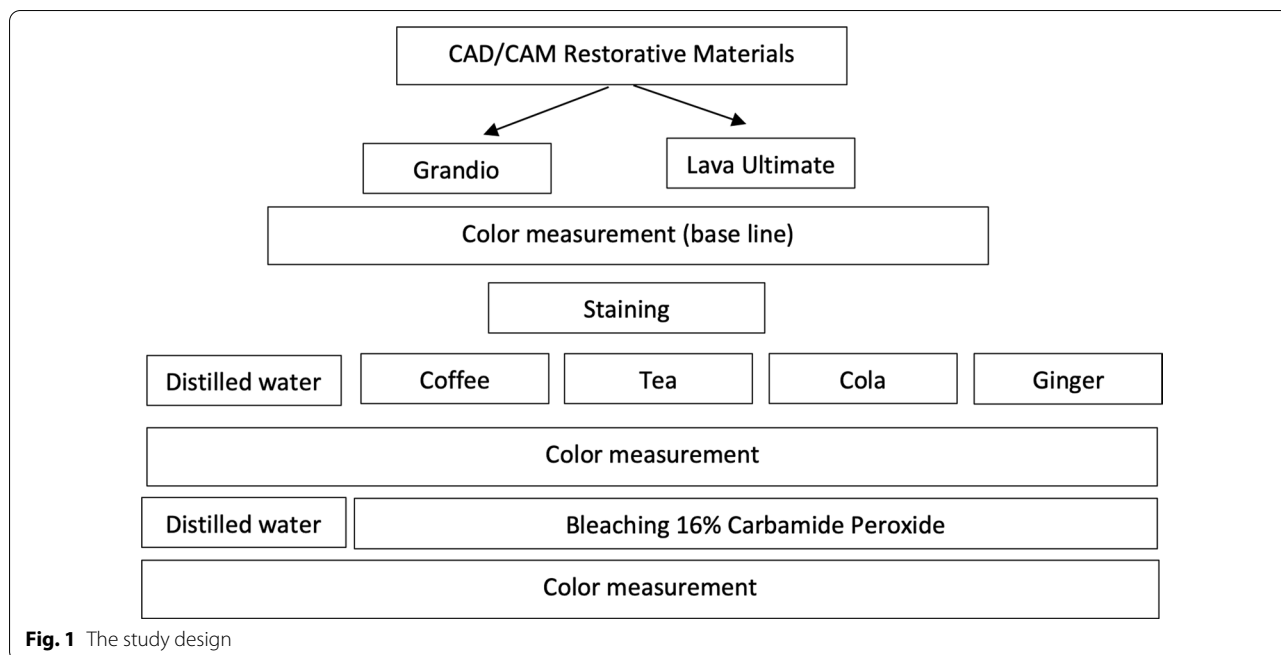 CAD/CAM Restorative Materials
Grandio
Lava Ultimate
Color measurement (base line)
Staining
Distilled water
Coffee
Tea
Cola
Ginger
Color measurement
Distilled water
Bleaching 16% Carbamide Peroxide
Color measurement
Fig. 1 The study design